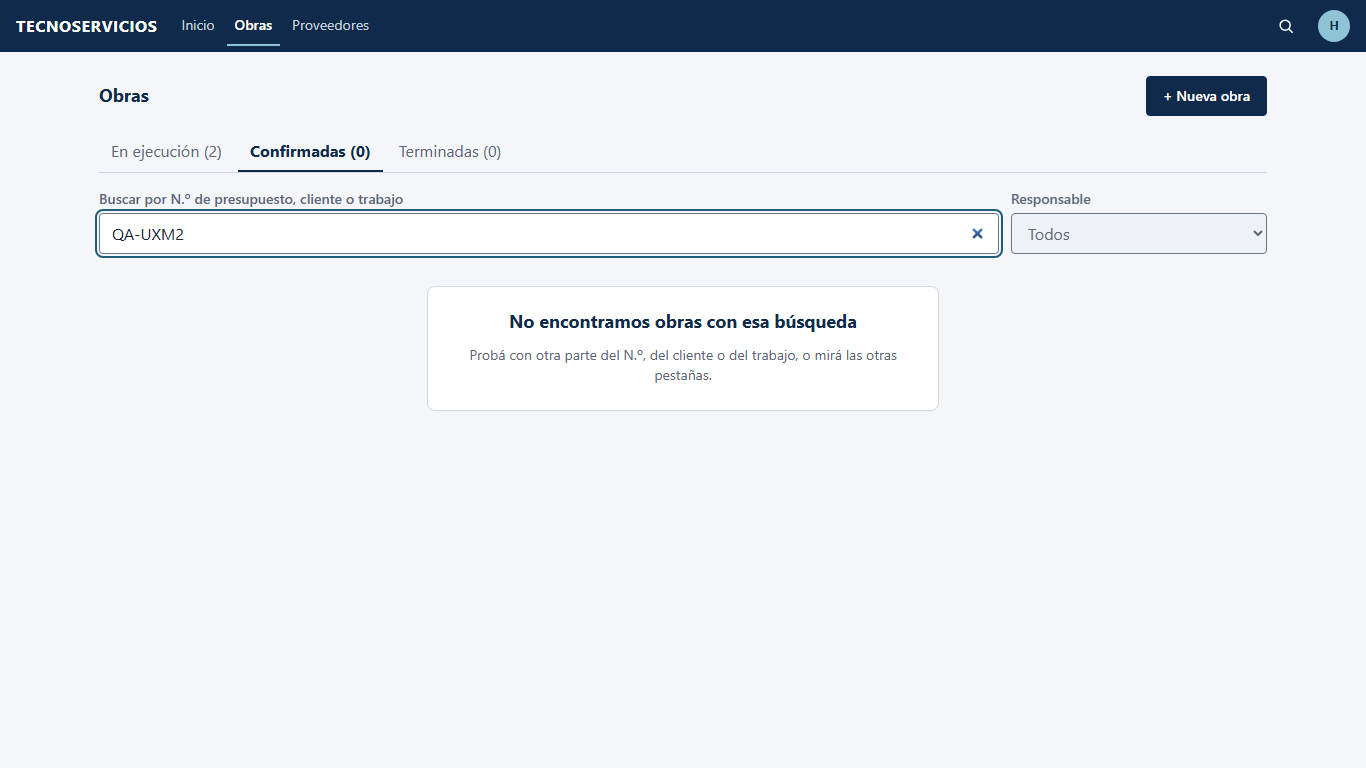 TECNOSERVICIOS Inicio Obras Proveedores H
Obras
+ Nueva obra
En ejecución (2) Confirmadas (0) Terminadas (0)
Buscar por N.º de presupuesto, cliente o trabajo
Responsable
QA-UXM2
Todos
No encontramos obras con esa búsqueda
Probá con otra parte del N.º, del cliente o del trabajo, o mirá las otras
pestañas.